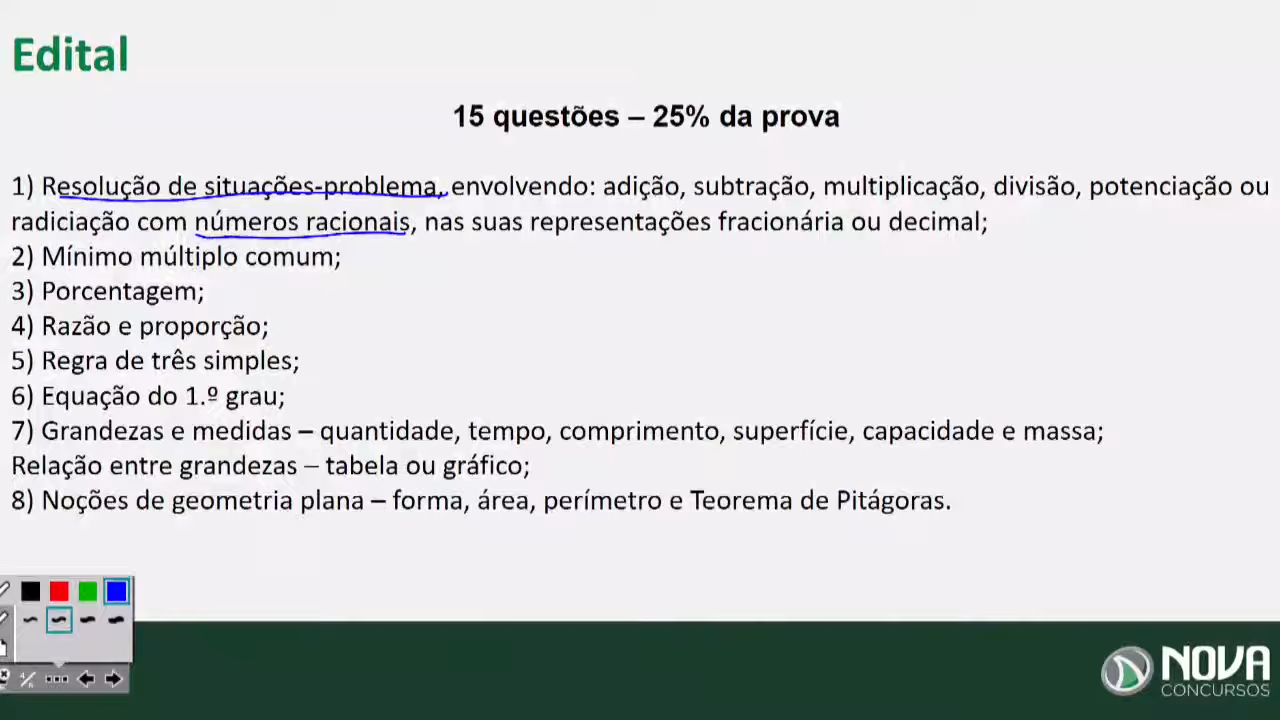 Edital
15 questões – 25% da prova
1) Resolução de situações-problema, envolvendo: adição, subtração, multiplicação, divisão, potenciação ou
radiciação com números racionais, nas suas representações fracionária ou decimal;
2) Mínimo múltiplo comum;
3) Porcentagem;
4) Razão e proporção;
5) Regra de três simples;
6) Equação do 1.º grau;
7) Grandezas e medidas – quantidade, tempo, comprimento, superfície, capacidade e massa;
Relação entre grandezas – tabela ou gráfico;
8) Noções de geometria plana – forma, área, perímetro e Teorema de Pitágoras.
NOVA
CONCURSOS